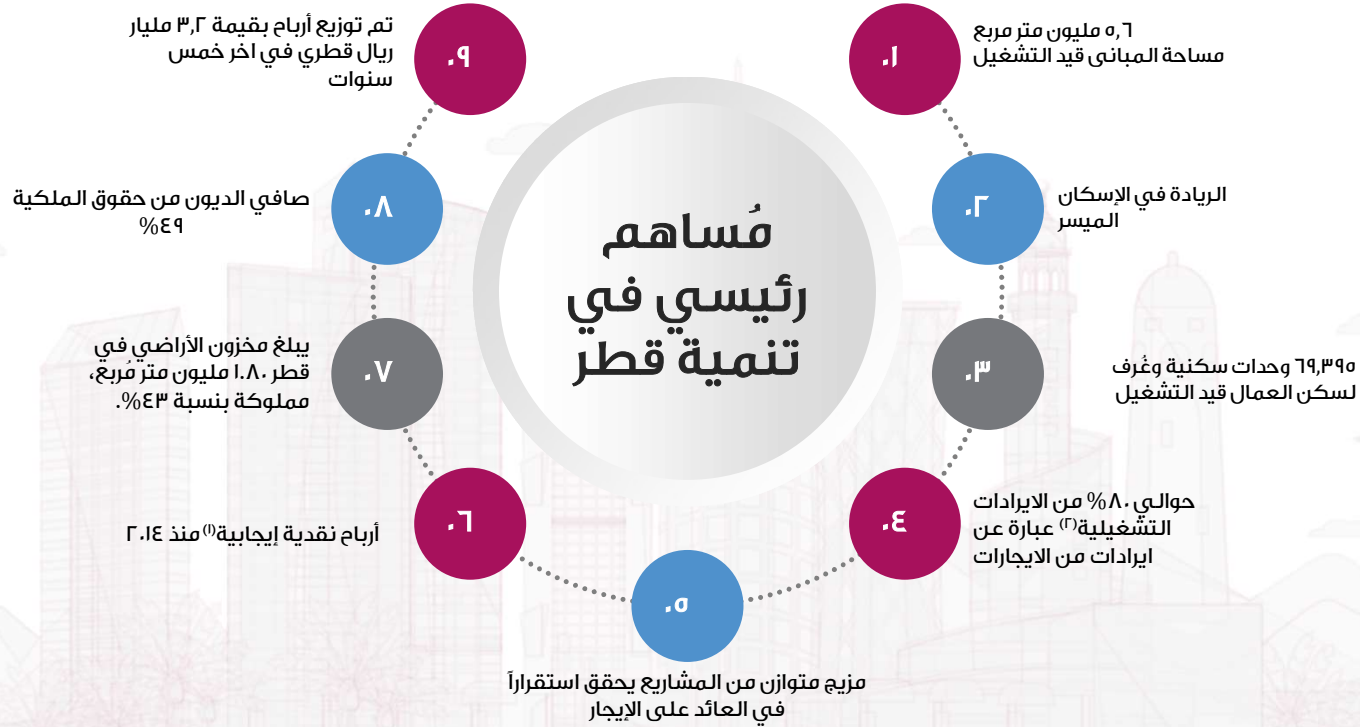 مُساهم
رئيسي في
تنمية قطر
.١
٥,٦ مليون متر مربع
مساحة المباني قيد التشغيل
.٢
الريادة في الإسكان
الميسر
.٣
٦٩,٣٩٥ وحدات سكنية وغُرف
لسكن العمال قيد التشغيل
.٤
حوالي ٨٠% من الايرادات
التشغيلية(٢) عبارة عن
ايرادات من الايجارات
.٥
مزيج متوازن من المشاريع يحقق استقراراً
في العائد على الإيجار
.٦
أرباح نقدية إيجابية(١) منذ ٢٠١٤
.٧
يبلغ مخزون الأراضي في
قطر ١.٨٠ مليون متر مُربع،
مملوكة بنسبة ٤٣%.
.٨
صافي الديون من حقوق الملكية
%٤٩
.٩
تم توزيع أرباح بقيمة ٣,٢ مليار
ريال قطري في اخر خمس
سنوات